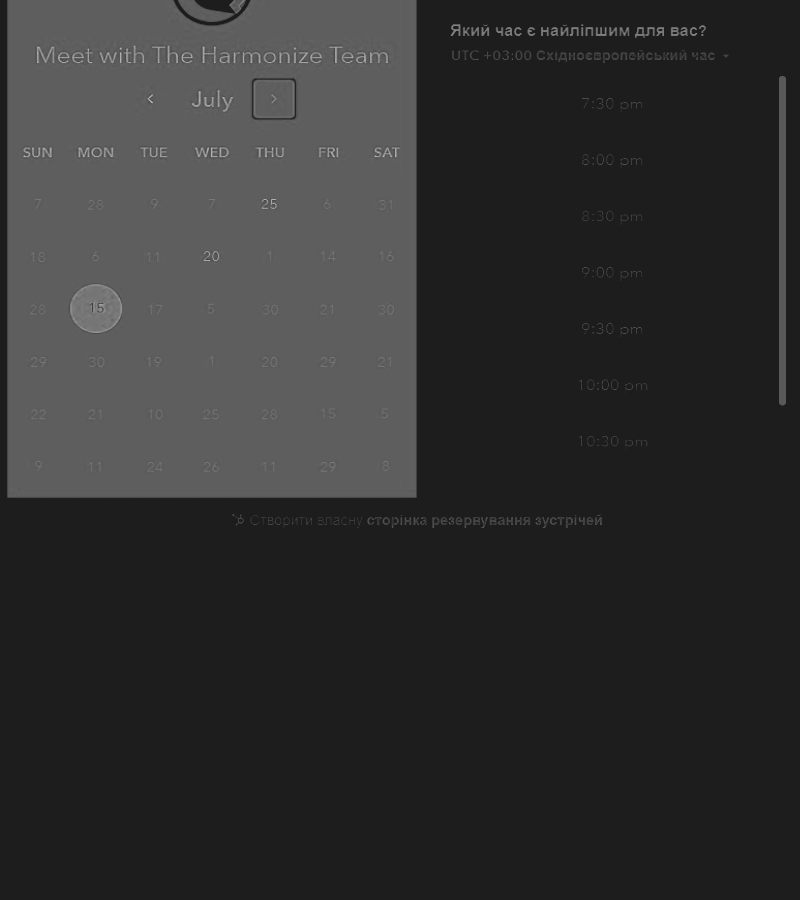 Meet with The Harmonize Team
July
SUN MON TUE WED THU FRI SAT
7 28 9 7 25 6 31
18 6 11 20 1 14 16
28 15 17 5 30 21 30
29 30 19 1 20 29 21
22 21 10 25 28 15 5
9 11 24 26 11 29 8
Який час є найліпшим для вас?
UTC +03:00 Східноєвропейський час
7:30 pm
8:00 pm
8:30 pm
9:00 pm
9:30 pm
10:00 pm
10:30 pm
Створити власну сторінка резервування зустрічей